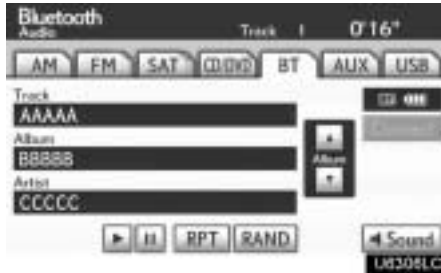 Bluetooth
Audio
Track 1 0'16"
AM FM SAT CD/DVD BT AUX USB
Track
AAAAA
Album
BBBBB
Album
Artist
CCCCC
RPT RAND
Sound
U6306LC